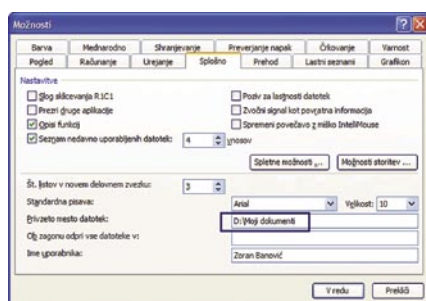 Možnosti
Barva Mednarodno Shranjevanje Preverjanje napak Črkovanje Varnost
Pogled Računanje Urejanje Splošno Prehod Lastni seznami Grafikon
Nastavitve
Slog sklicevanja R1C1 Poziv za lastnosti datotek
Prezri druge aplikacije Zvočni signal kot povratna informacija
Opisi funkcij Spremeni povečavo z miško InteliMouse
Seznam nedavno uporabljenih datotek: 4 vnosov
Spletne možnosti ... Možnosti storitev ...
Št. listov v novem delovnem zvezku: 3
Standardna pisava: Arial Velikost: 10
Privzeto mesto datotek: D:\Moji dokumenti
Ob zagonu odpri vse datoteke v:
Ime uporabnika: Zoran Banović
V redu Prekliči